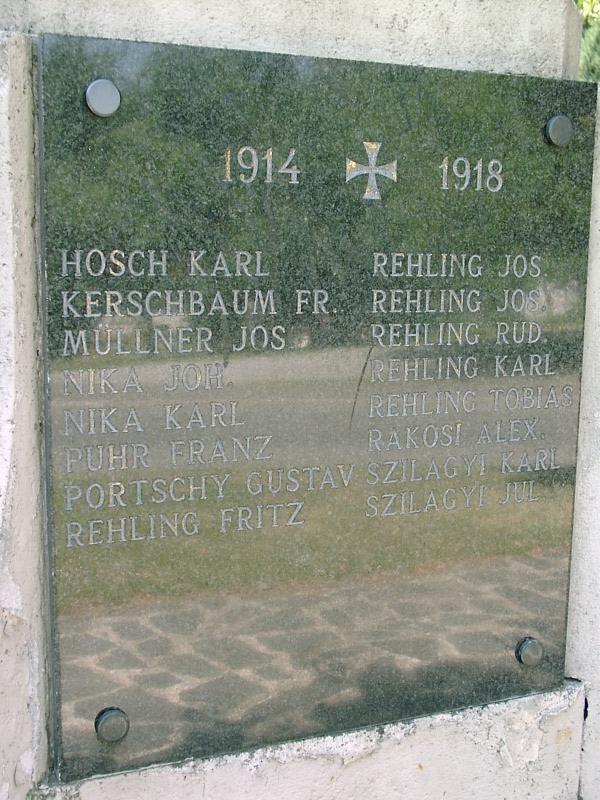 1914 1918
HOSCH KARL
KERSCHBAUM FR.
MÜLLNER JOS.
NIKA JOH.
NIKA KARL
PUHR FRANZ
PORTSCHY GUSTAV
REHLING FRITZ
REHLING JOS.
REHLING JOS.
REHLING RUD.
REHLING KARL
REHLING TOBIAS
RAKOSI ALEX.
SZILAGYI KARL
SZILAGYI JUL.